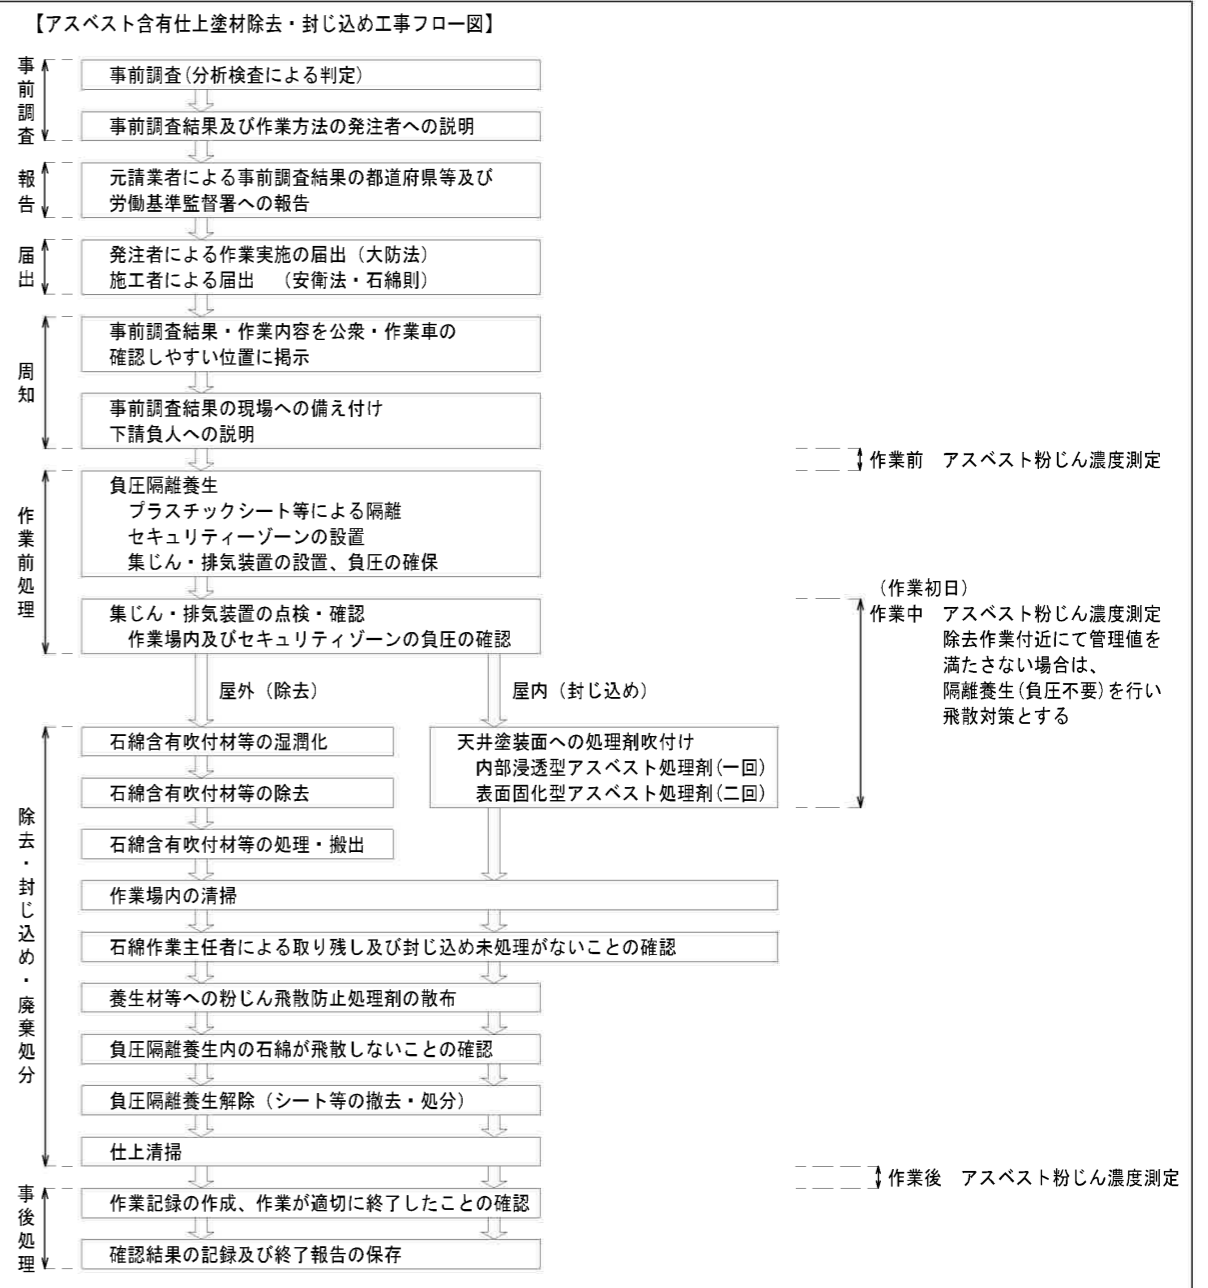 【アスベスト含有仕上塗材除去・封じ込め工事フロー図】
事前調査
事前調査(分析検査による判定)
事前調査結果及び作業方法の発注者への説明
報告
元請業者による事前調査結果の都道府県等及び
労働基準監督署への報告
届出
発注者による作業実施の届出(大防法)
施工者による届出　(安衛法・石綿則)
周知
事前調査結果・作業内容を公衆・作業車の
確認しやすい位置に掲示
事前調査結果の現場への備え付け
下請負人への説明
作業前　アスベスト粉じん濃度測定
作業前処理
負圧隔離養生
プラスチックシート等による隔離
セキュリティーゾーンの設置
集じん・排気装置の設置、負圧の確保
集じん・排気装置の点検・確認
作業場内及びセキュリティゾーンの負圧の確認
(作業初日)
作業中　アスベスト粉じん濃度測定
除去作業付近にて管理値を
満たさない場合は、
隔離養生(負圧不要)を行い
飛散対策とする
屋外(除去)
屋内(封じ込め)
除去・封じ込め・廃棄処分
石綿含有吹付材等の湿潤化
石綿含有吹付材等の除去
石綿含有吹付材等の処理・搬出
天井塗装面への処理剤吹付け
内部浸透型アスベスト処理剤(一回)
表面固化型アスベスト処理剤(二回)
作業場内の清掃
石綿作業主任者による取り残し及び封じ込め未処理がないことの確認
養生材等への粉じん飛散防止処理剤の散布
負圧隔離養生内の石綿が飛散しないことの確認
負圧隔離養生解除(シート等の撤去・処分)
仕上清掃
作業後　アスベスト粉じん濃度測定
事後処理
作業記録の作成、作業が適切に終了したことの確認
確認結果の記録及び終了報告の保存